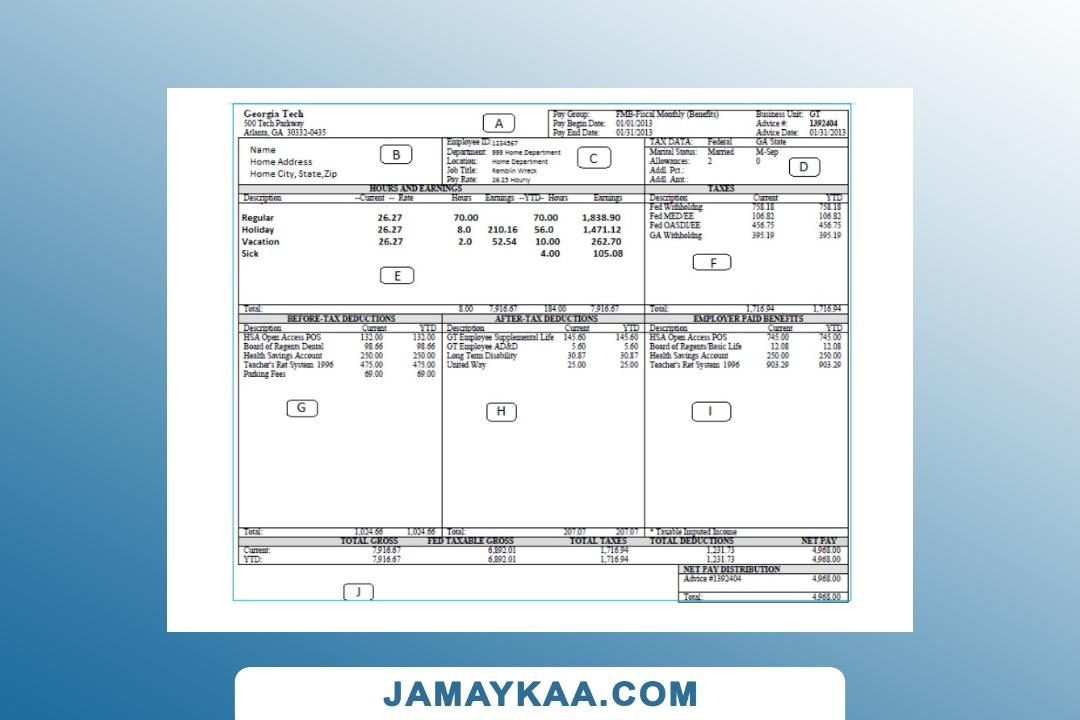 Georgia Tech
500 Tech Parkway
Atlanta, GA 30332-0435
A
Pay Group: FMB-Fiscal Monthly (Benefits)
Pay Begin Date: 01/01/2013
Pay End Date: 01/31/2013
Business Unit: GT
Advice #: 1392404
Advice Date: 01/31/2013
Name
Home Address
Home City, State,Zip
B
Employee ID: 1234567
Department: 999 Home Department
Location: Home Department
Job Title: Ramblin Wreck
Pay Rate: 26.25 Hourly
C
TAX DATA: Federal GA State
Marital Status: Married M-Sep
Allowances: 2 0
Addl. Pct.:
Addl. Amt.:
D
HOURS AND EARNINGS
Description --Current -- Rate Hours Earnings --YTD- Hours Earnings
Regular 26.27 70.00 70.00 1,838.90
Holiday 26.27 8.0 210.16 56.0 1,471.12
Vacation 26.27 2.0 52.54 10.00 262.70
Sick 4.00 105.08
E
Total: 8.00 7,916.67 184.00 7,916.67
TAXES
Description Current YTD
Fed Withholdng 758.18 758.18
Fed MED/EE 106.82 106.82
Fed OASDI/EE 456.75 456.75
GA Withholdng 395.19 395.19
F
Total: 1,716.94 1,716.94
BEFORE-TAX DEDUCTIONS
Description Current YTD
HSA Open Access POS 132.00 132.00
Board of Regents Dental 98.66 98.66
Health Savings Account 250.00 250.00
Teacher's Ret System 1996 475.00 475.00
Parking Fees 69.00 69.00
G
Total: 1,024.66 1,024.66
AFTER-TAX DEDUCTIONS
Description Current YTD
GT Employee Supplemental Life 145.60 145.60
GT Employee AD&D 5.60 5.60
Long Term Disability 30.87 30.87
United Way 25.00 25.00
H
Total: 207.07 207.07
EMPLOYER PAID BENEFITS
Description Current YTD
HSA Open Access POS 745.00 745.00
Board of Regents/Basic Life 12.08 12.08
Health Savings Account 250.00 250.00
Teacher's Ret System 1996 903.29 903.29
I
* Taxable Imputed Income
TOTAL GROSS FED TAXABLE GROSS TOTAL TAXES TOTAL DEDUCTIONS NET PAY
Current: 7,916.67 6,892.01 1,716.94 1,231.73 4,968.00
YTD: 7,916.67 6,892.01 1,716.94 1,231.73 4,968.00
NET PAY DISTRIBUTION
Advice #1392404 4,968.00
Total: 4,968.00
J
JAMAYKAA.COM